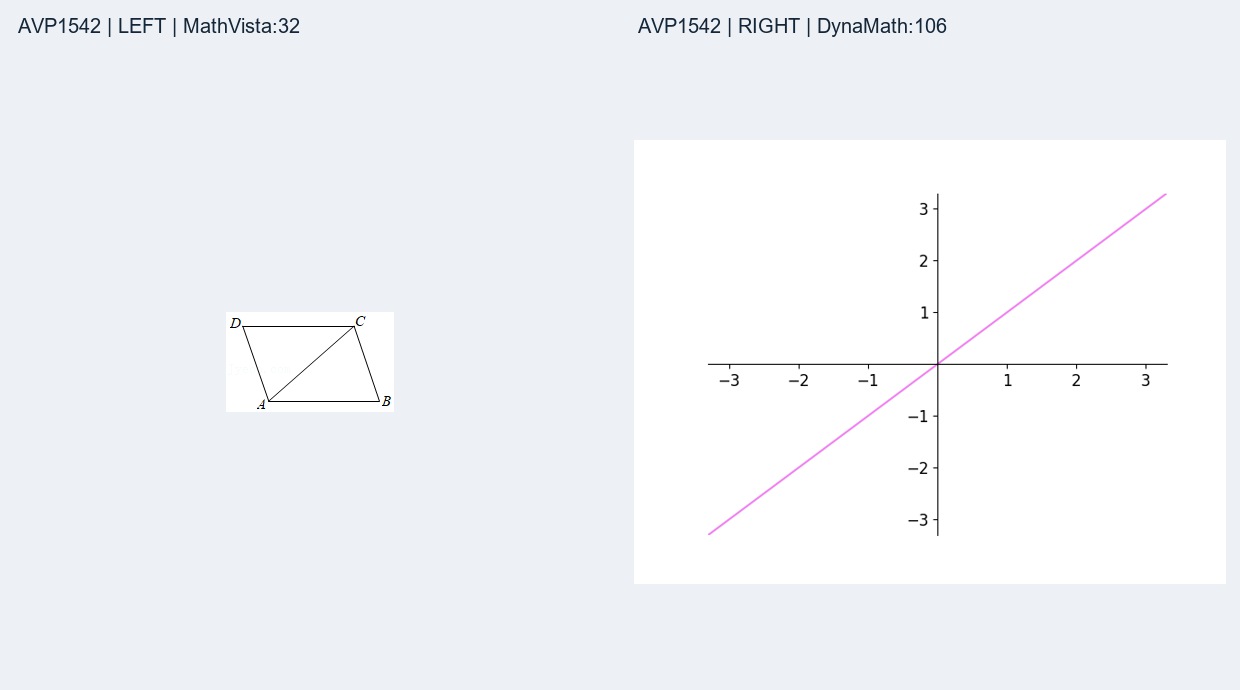 AVP1542 | LEFT | MathVista:32
AVP1542 | RIGHT | DynaMath:106
D
C
A
B
3
2
1
−3
−2
−1
1
2
3
−1
−2
−3